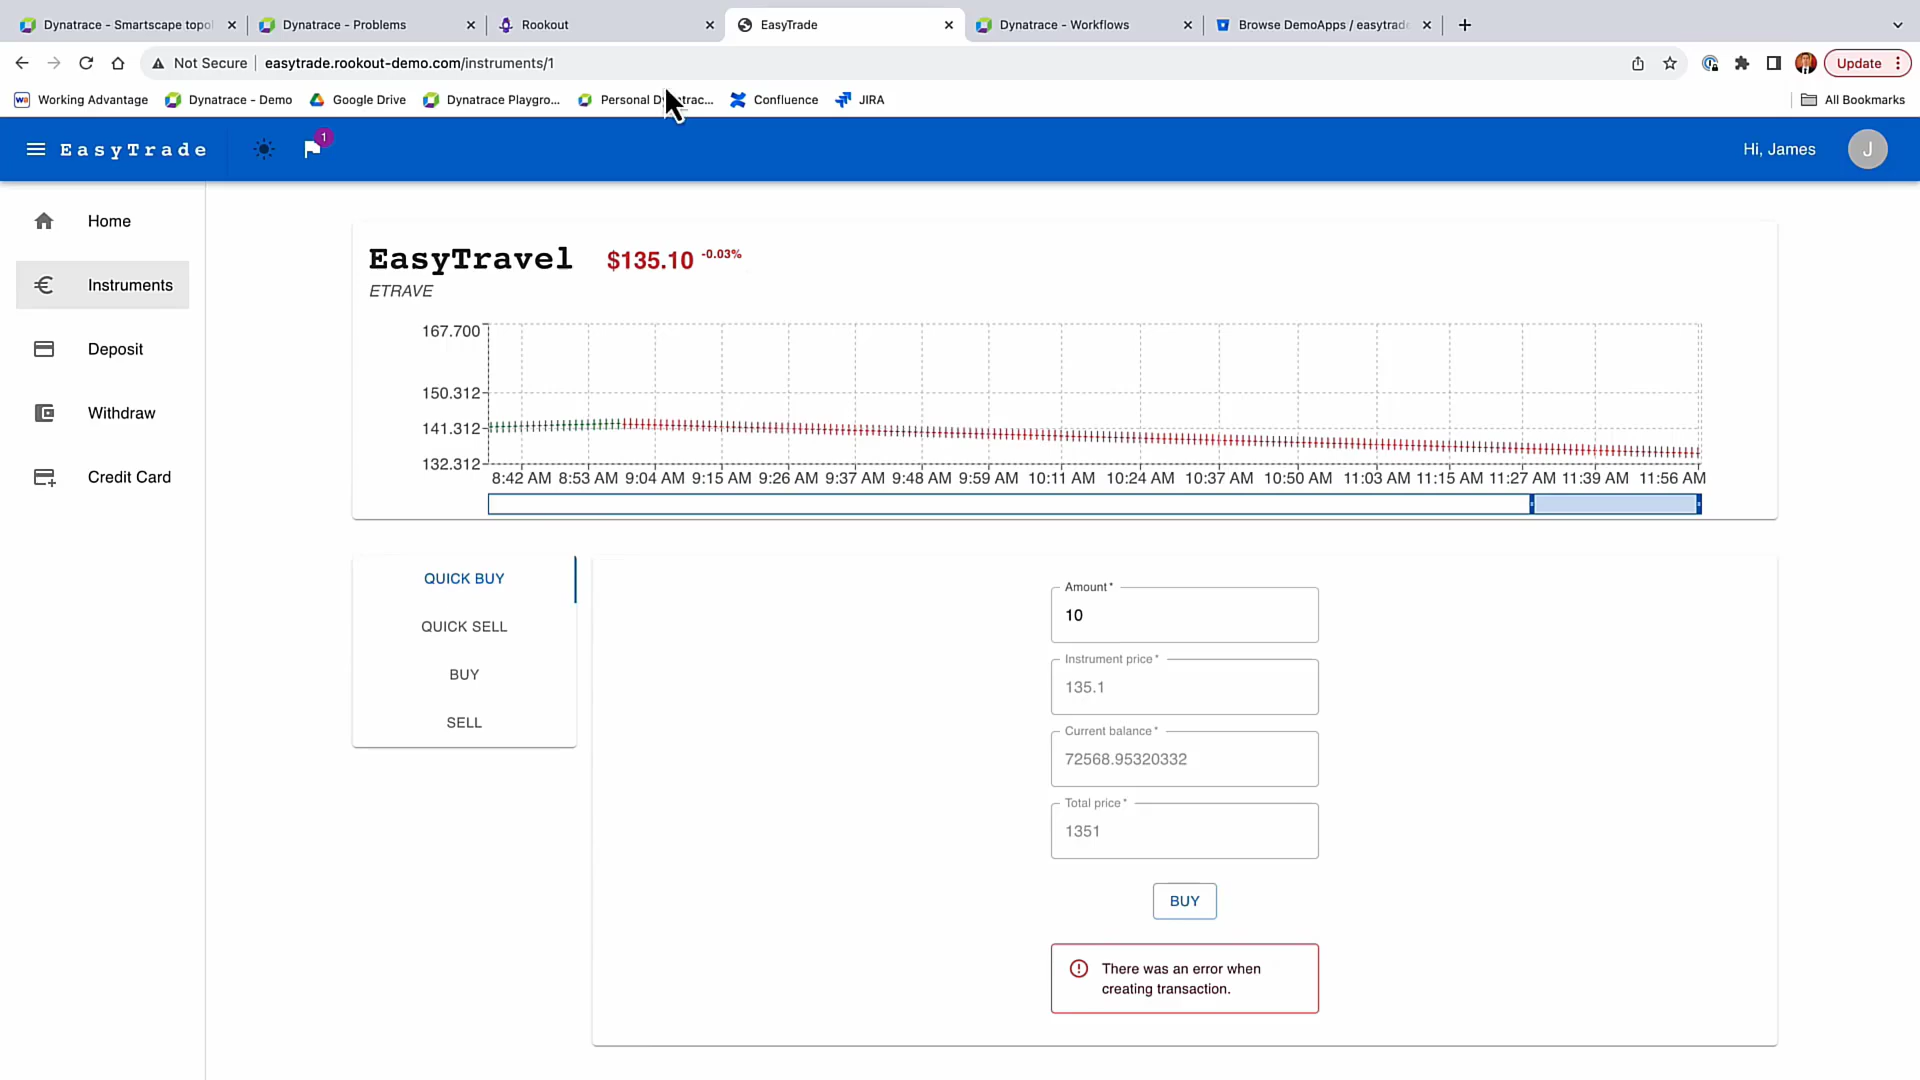 Dynatrace - Smartscape topol
Dynatrace - Problems
Rookout
EasyTrade
Dynatrace - Workflows
Browse DemoApps / easytrade
Not Secure
easytrade.rookout-demo.com/instruments/1
Update
Working Advantage
Dynatrace - Demo
Google Drive
Dynatrace Playgro...
Personal Dynatrac...
Confluence
JIRA
All Bookmarks
EasyTrade
1
Hi, James
J
Home
Instruments
Deposit
Withdraw
Credit Card
EasyTravel $135.10 -0.03%
ETRAVE
167.700
150.312
141.312
132.312
8:42 AM 8:53 AM 9:04 AM 9:15 AM 9:26 AM 9:37 AM 9:48 AM 9:59 AM 10:11 AM 10:24 AM 10:37 AM 10:50 AM 11:03 AM 11:15 AM 11:27 AM 11:39 AM 11:56 AM
QUICK BUY
QUICK SELL
BUY
SELL
Amount *
10
Instrument price *
135.1
Current balance *
72568.95320332
Total price *
1351
BUY
There was an error when
creating transaction.